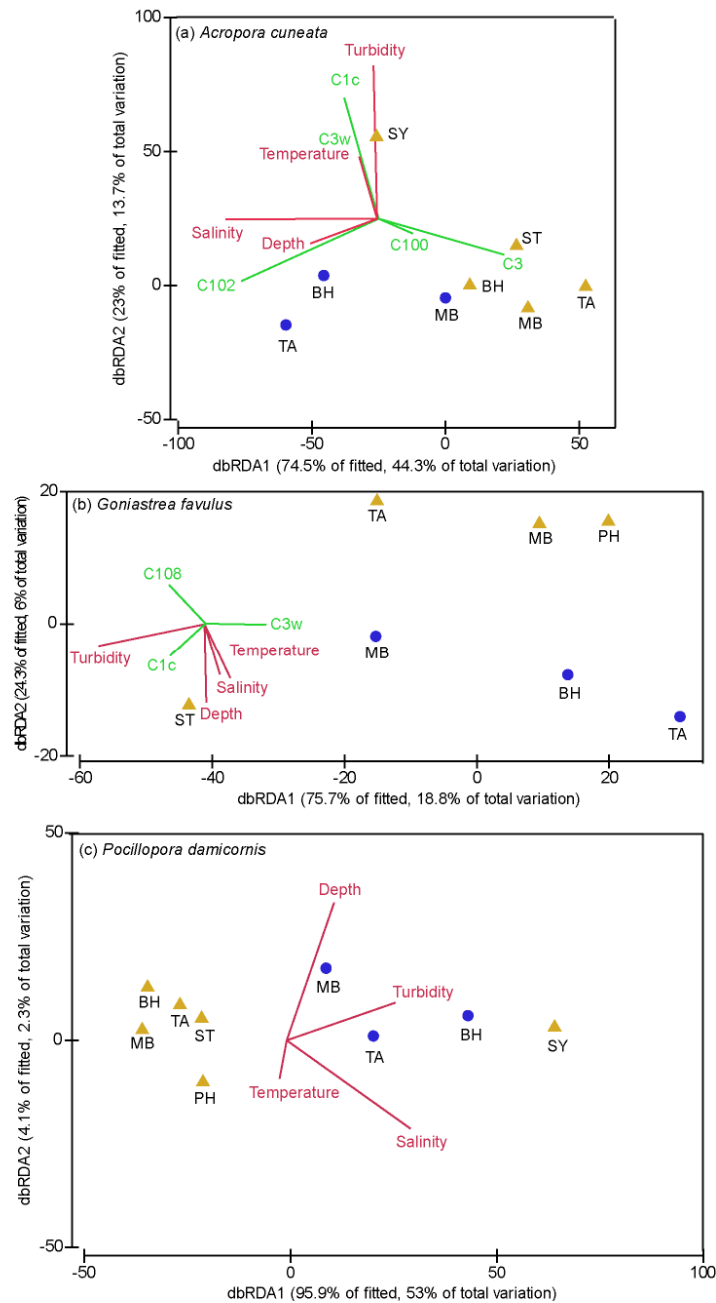 100
(a) Acropora cuneata
Turbidity
C1c
SY
C3w
50
Temperature
Salinity
Depth
C100
ST
C3
C102
BH
BH
0
MB
MB
TA
TA
-50
-100
-50
0
50
dbRDA1 (74.5% of fitted, 44.3% of total variation)
dbRDA2 (23% of fitted, 13.7% of total variation)
20
(b) Goniastrea favulus
TA
MB
PH
C108
0
C3w
Turbidity
Temperature
C1c
Salinity
MB
BH
Depth
ST
TA
-20
-60
-40
-20
0
20
dbRDA1 (75.7% of fitted, 18.8% of total variation)
dbRDA2 (24.3% of fitted, 6% of total variation)
50
(c) Pocillopora damicornis
Depth
MB
Turbidity
BH
TA
ST
MB
BH
SY
TA
0
PH
Temperature
Salinity
-50
-50
0
50
100
dbRDA1 (95.9% of fitted, 53% of total variation)
dbRDA2 (4.1% of fitted, 2.3% of total variation)